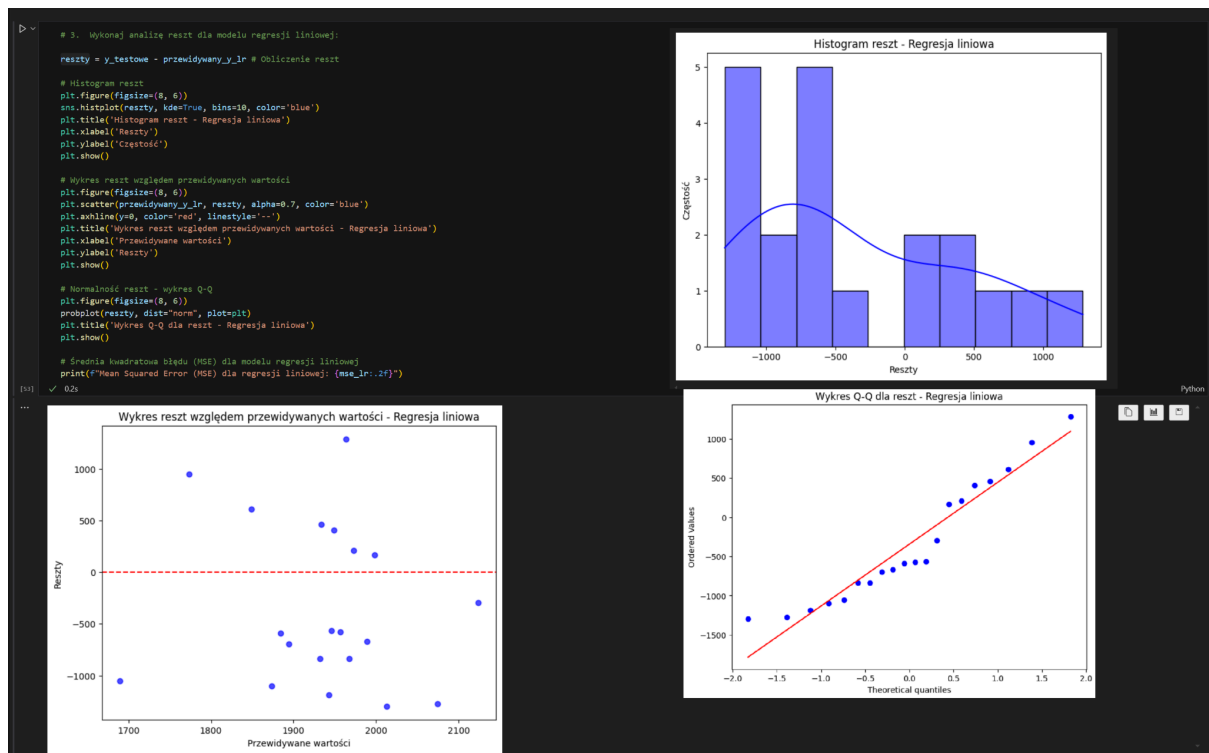 # 3.  Wykonaj analizę reszt dla modelu regresji liniowej:
reszty = y_testowe - przewidywany_y_lr # Obliczenie reszt
# Histogram reszt
plt.figure(figsize=(8, 6))
sns.histplot(reszty, kde=True, bins=10, color='blue')
plt.title('Histogram reszt - Regresja liniowa')
plt.xlabel('Reszty')
plt.ylabel('Częstość')
plt.show()
# Wykres reszt względem przewidywanych wartości
plt.figure(figsize=(8, 6))
plt.scatter(przewidywany_y_lr, reszty, alpha=0.7, color='blue')
plt.axhline(y=0, color='red', linestyle='--')
plt.title('Wykres reszt względem przewidywanych wartości - Regresja liniowa')
plt.xlabel('Przewidywane wartości')
plt.ylabel('Reszty')
plt.show()
# Normalność reszt - wykres Q-Q
plt.figure(figsize=(8, 6))
probplot(reszty, dist="norm", plot=plt)
plt.title('Wykres Q-Q dla reszt - Regresja liniowa')
plt.show()
# Średnia kwadratowa błędu (MSE) dla modelu regresji liniowej
print(f"Mean Squared Error (MSE) dla regresji liniowej: {mse_lr:.2f}")
[53]
✓ 0.2s
Python
Histogram reszt - Regresja liniowa
Częstość
5
4
3
2
1
0
−1000 −500 0 500 1000
Reszty
...
Wykres reszt względem przewidywanych wartości - Regresja liniowa
Reszty
1000
500
0
−500
−1000
1700 1800 1900 2000 2100
Przewidywane wartości
Wykres Q-Q dla reszt - Regresja liniowa
Ordered Values
1000
500
0
−500
−1000
−1500
−2.0 −1.5 −1.0 −0.5 0.0 0.5 1.0 1.5 2.0
Theoretical quantiles